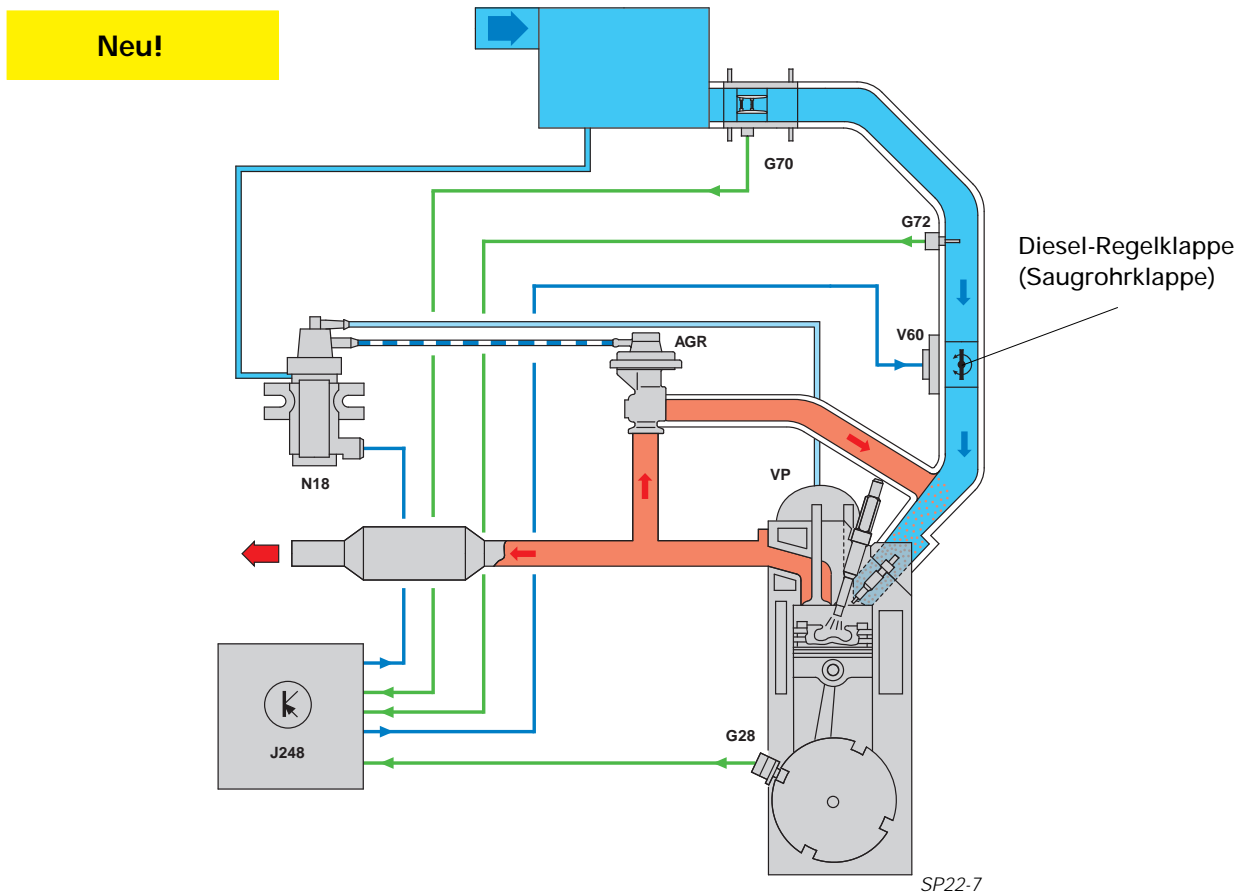 Neu!
G70
G72
Diesel-Regelklappe
(Saugrohrklappe)
V60
AGR
N18
VP
J248
G28
SP22-7